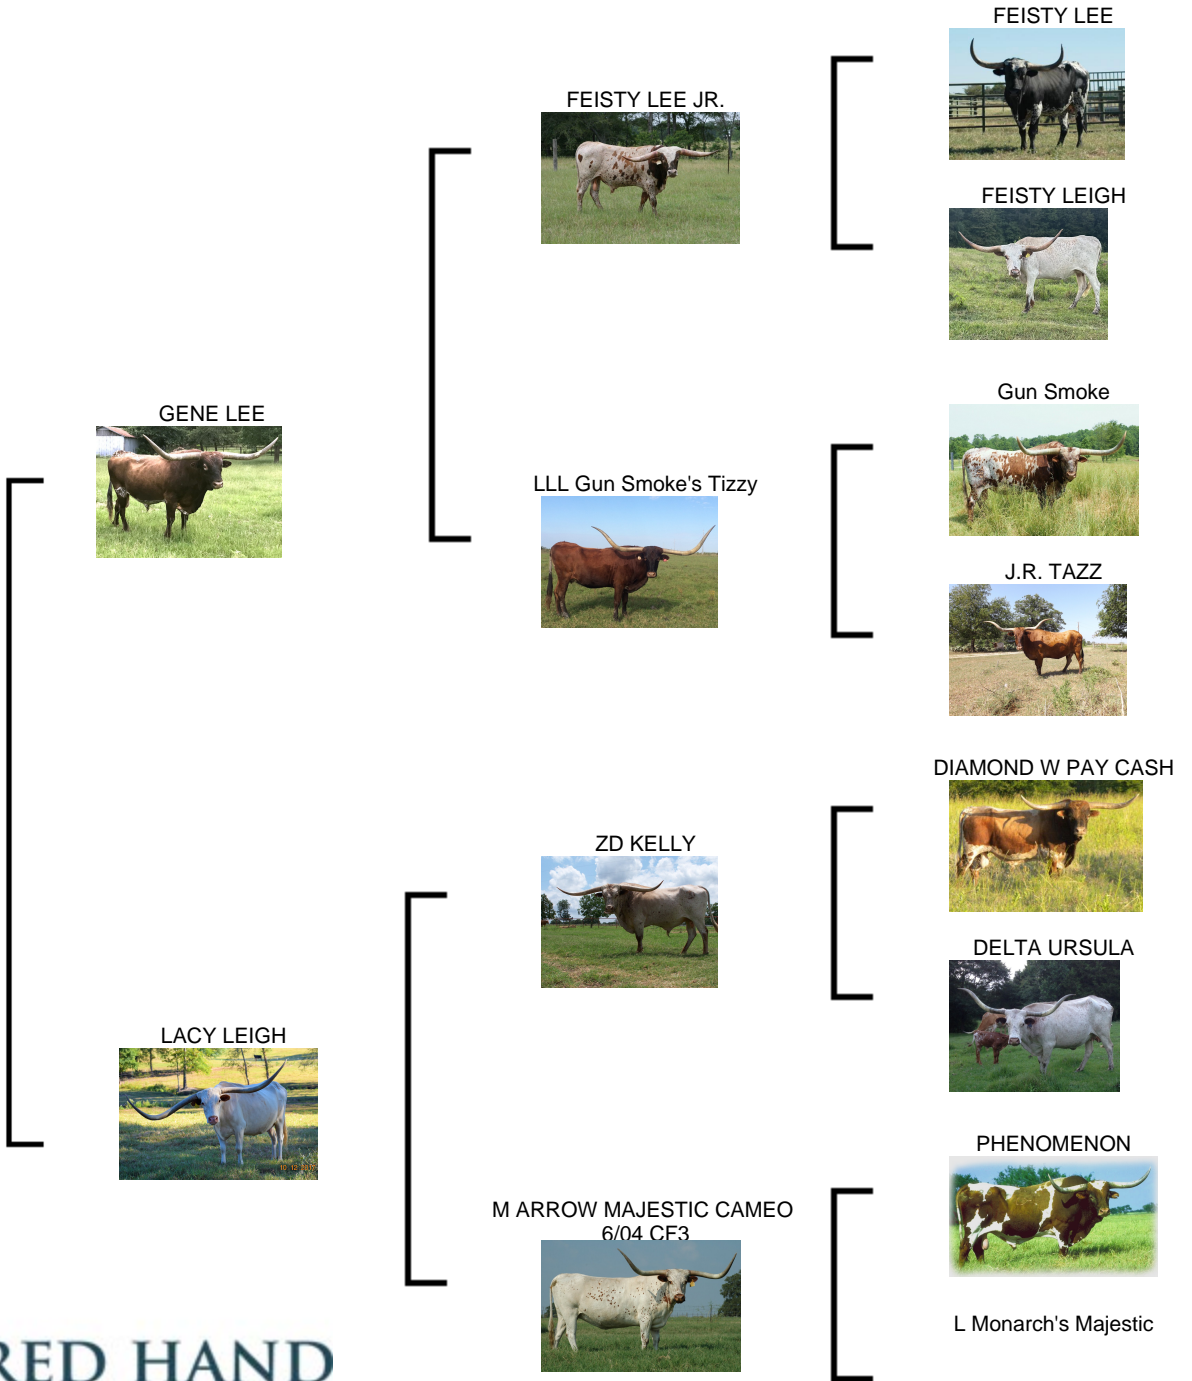 FEISTY LEE
FEISTY LEE JR.
FEISTY LEIGH
GENE LEE
Gun Smoke
LLL Gun Smoke's Tizzy
J.R. TAZZ
DIAMOND W PAY CASH
ZD KELLY
DELTA URSULA
LACY LEIGH
PHENOMENON
M ARROW MAJESTIC CAMEO
6/04 CF3
L Monarch's Majestic
RED HAND